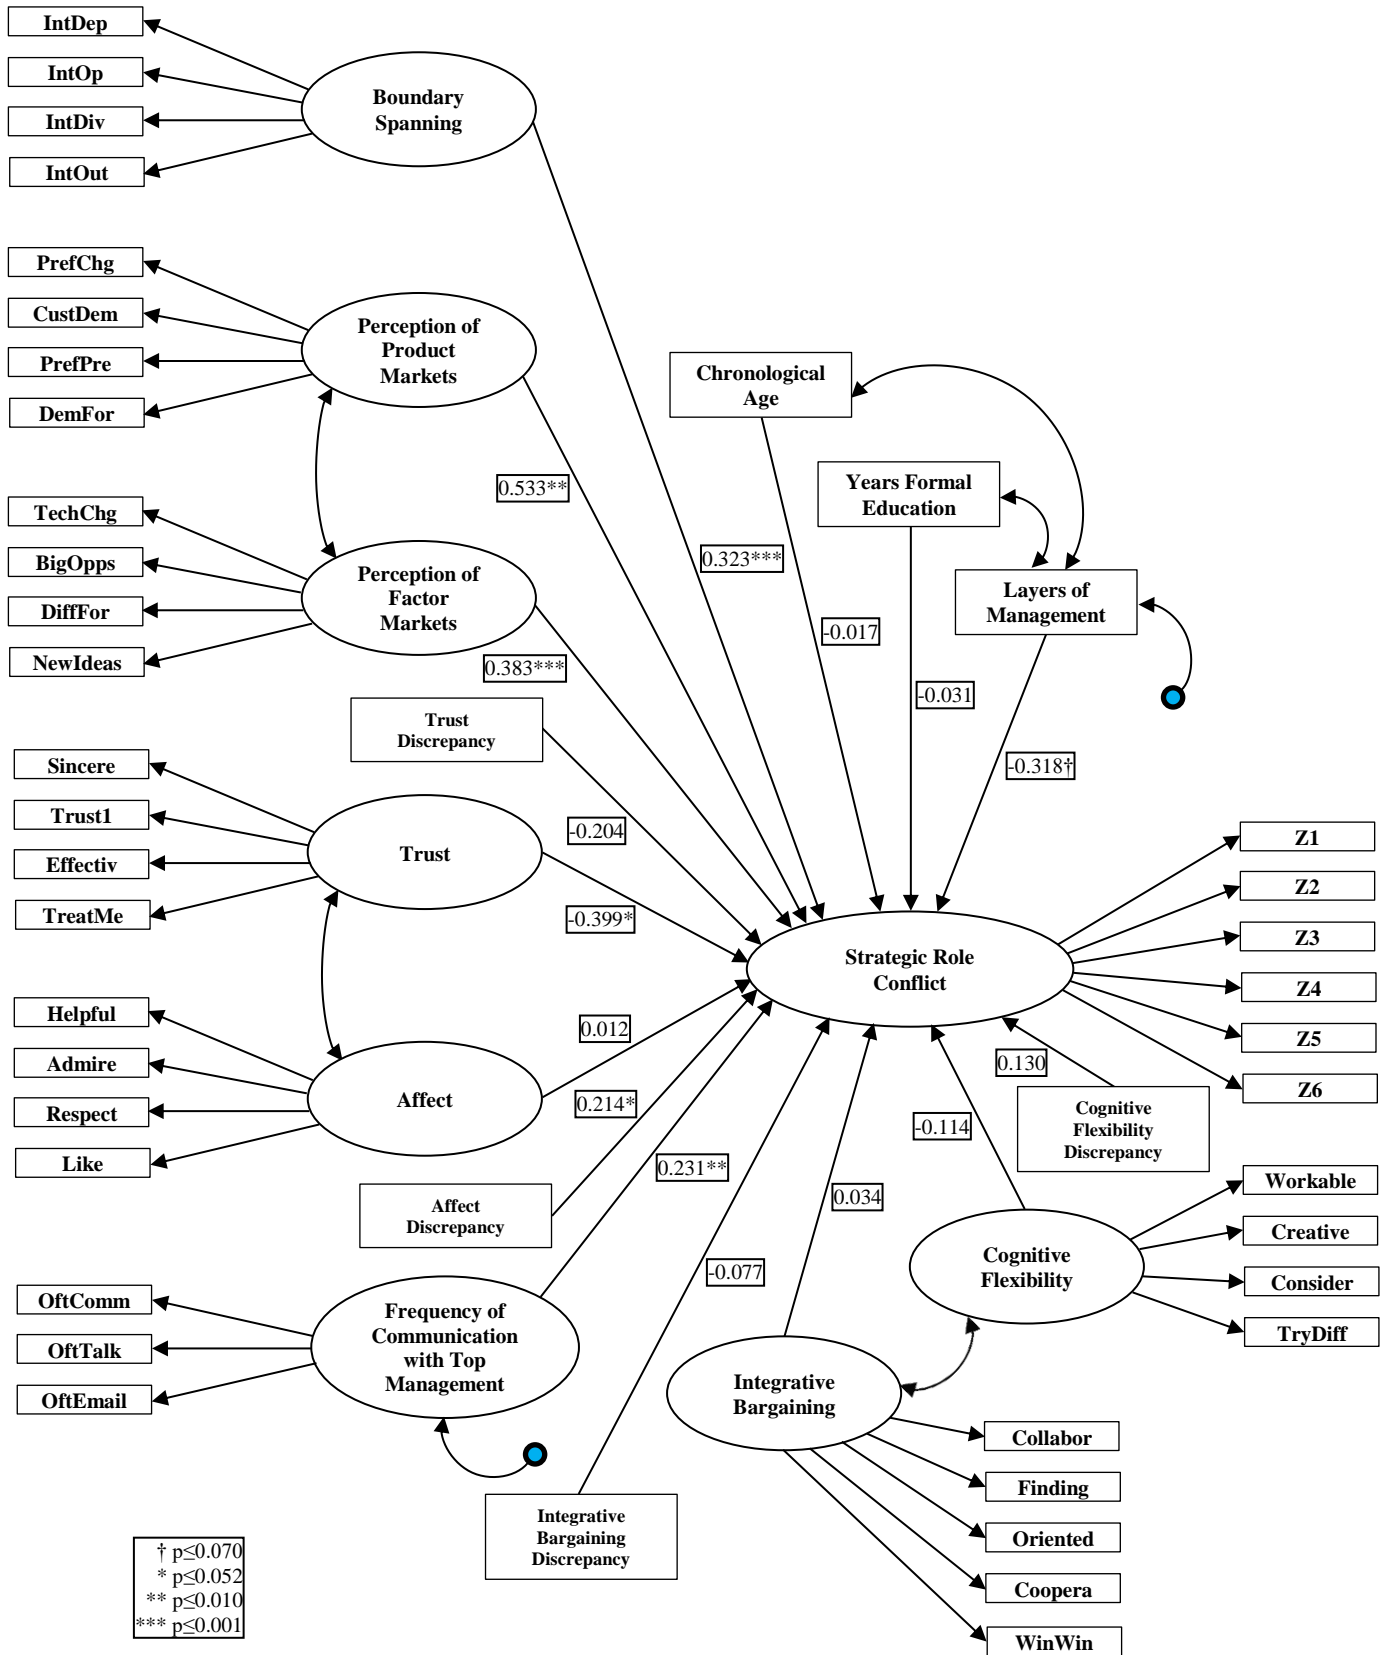 IntDep
IntOp
IntDiv
IntOut
Boundary
Spanning
PrefChg
CustDem
PrefPre
DemFor
Perception of
Product
Markets
TechChg
BigOpps
DiffFor
NewIdeas
Perception of
Factor
Markets
Chronological
Age
Years Formal
Education
Layers of
Management
0.533**
0.323***
0.383***
-0.017
-0.031
-0.318†
Trust
Discrepancy
Sincere
Trust1
Effectiv
TreatMe
Trust
-0.204
-0.399*
Strategic Role
Conflict
Z1
Z2
Z3
Z4
Z5
Z6
Helpful
Admire
Respect
Like
Affect
0.012
0.214*
0.231**
0.130
-0.114
0.034
-0.077
Cognitive
Flexibility
Discrepancy
Affect
Discrepancy
Workable
Creative
Consider
TryDiff
Cognitive
Flexibility
OftComm
OftTalk
OftEmail
Frequency of
Communication
with Top
Management
Integrative
Bargaining
Collabor
Finding
Oriented
Coopera
WinWin
Integrative
Bargaining
Discrepancy
† p≤0.070
* p≤0.052
** p≤0.010
*** p≤0.001